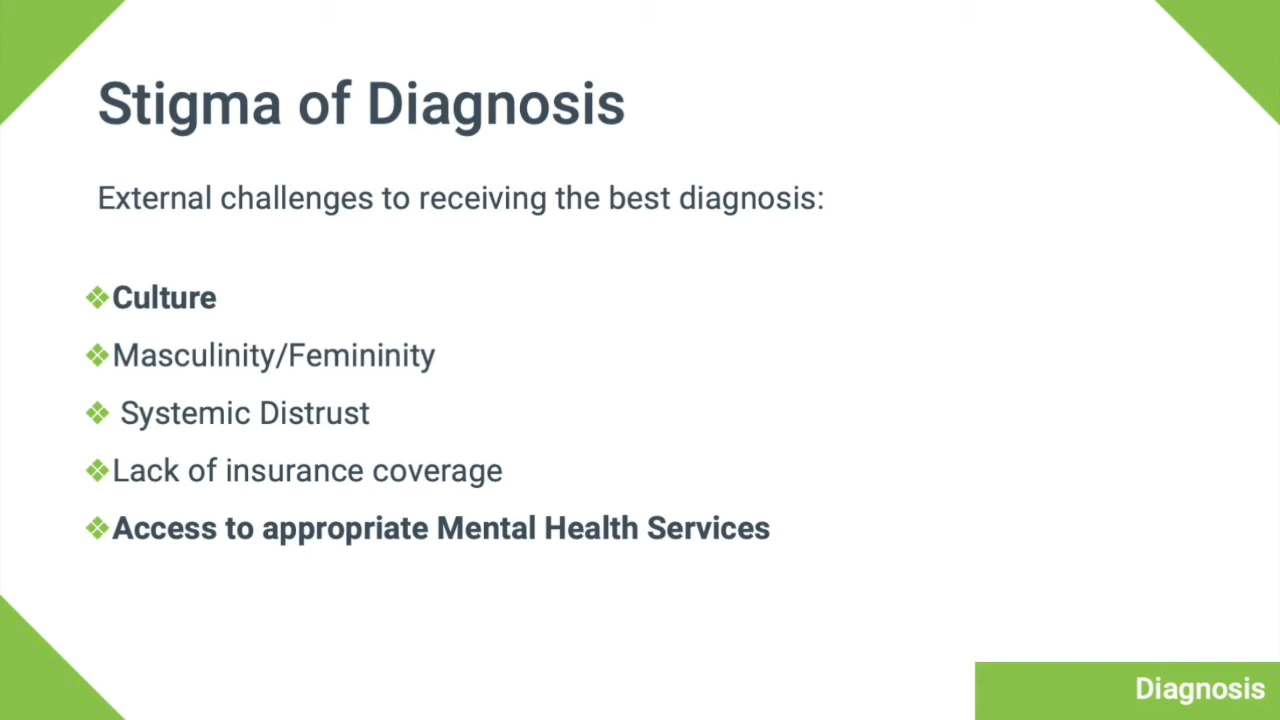 Stigma of Diagnosis
External challenges to receiving the best diagnosis:
❖Culture
❖Masculinity/Femininity
❖ Systemic Distrust
❖Lack of insurance coverage
❖Access to appropriate Mental Health Services
Diagnosis